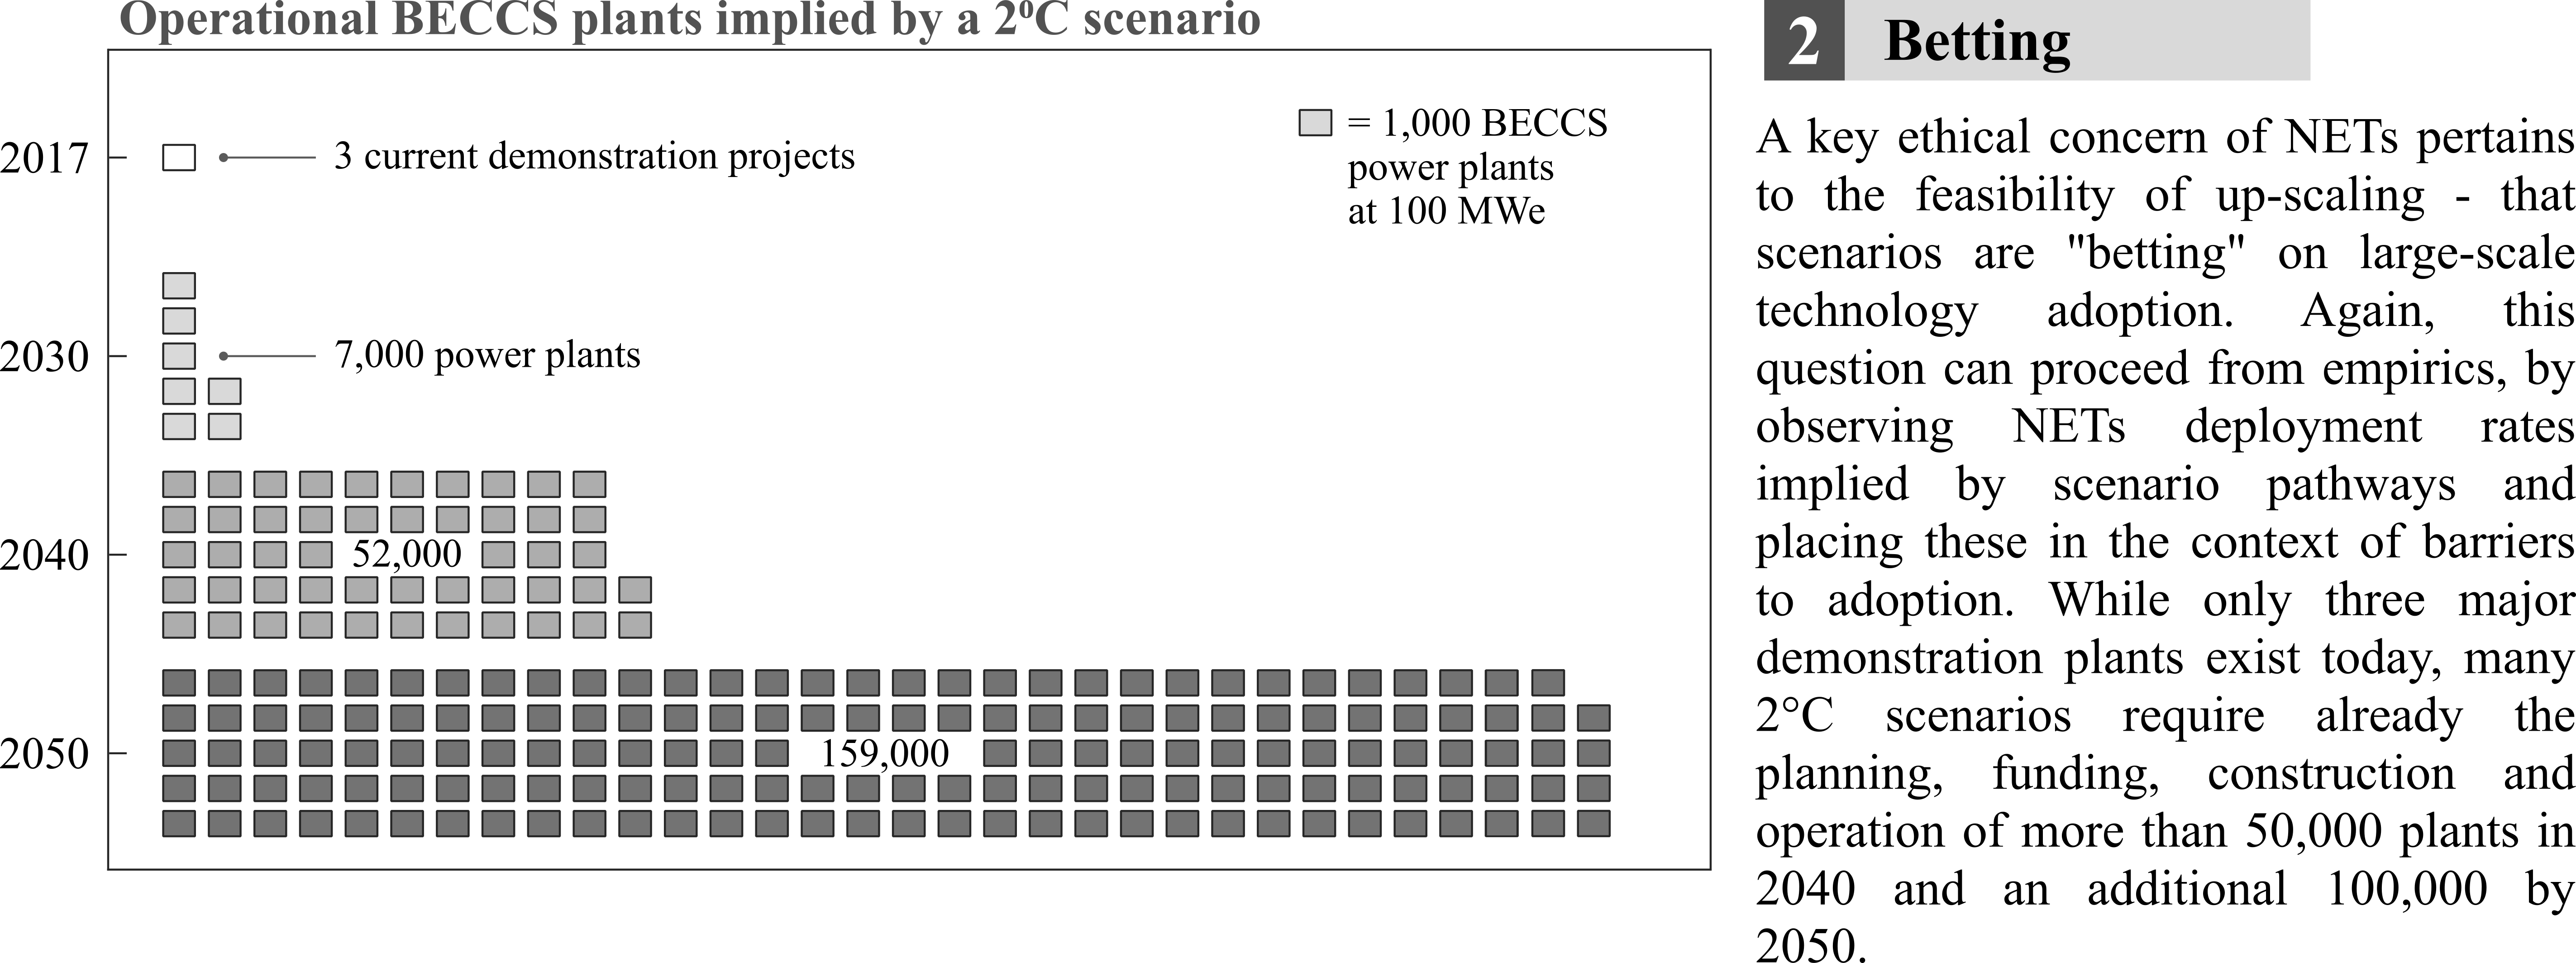 Operational BECCS plants implied by a 2⁰C scenario
= 1,000 BECCS
power plants
at 100 MWe
2017
3 current demonstration projects
2030
7,000 power plants
2040
52,000
2050
159,000
2 Betting
A key ethical concern of NETs pertains
to the feasibility of up-scaling - that
scenarios are "betting" on large-scale
technology adoption. Again, this
question can proceed from empirics, by
observing NETs deployment rates
implied by scenario pathways and
placing these in the context of barriers
to adoption. While only three major
demonstration plants exist today, many
2°C scenarios require already the
planning, funding, construction and
operation of more than 50,000 plants in
2040 and an additional 100,000 by
2050.